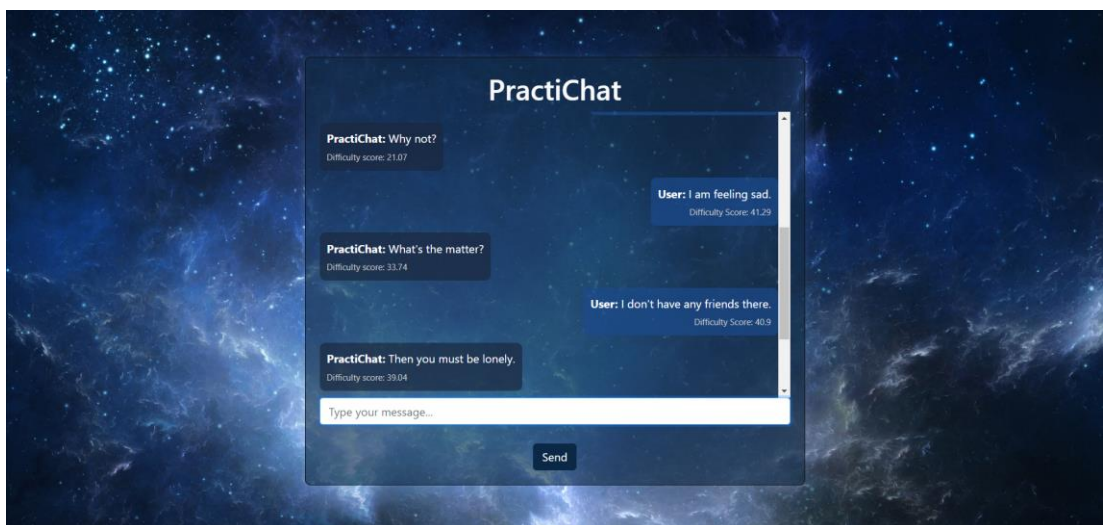 PractiChat
PractiChat: Why not?
Difficulty score: 21.07
User: I am feeling sad.
Difficulty Score: 41.29
PractiChat: What's the matter?
Difficulty score: 33.74
User: I don't have any friends there.
Difficulty Score: 40.9
PractiChat: Then you must be lonely.
Difficulty score: 39.04
Type your message...
Send